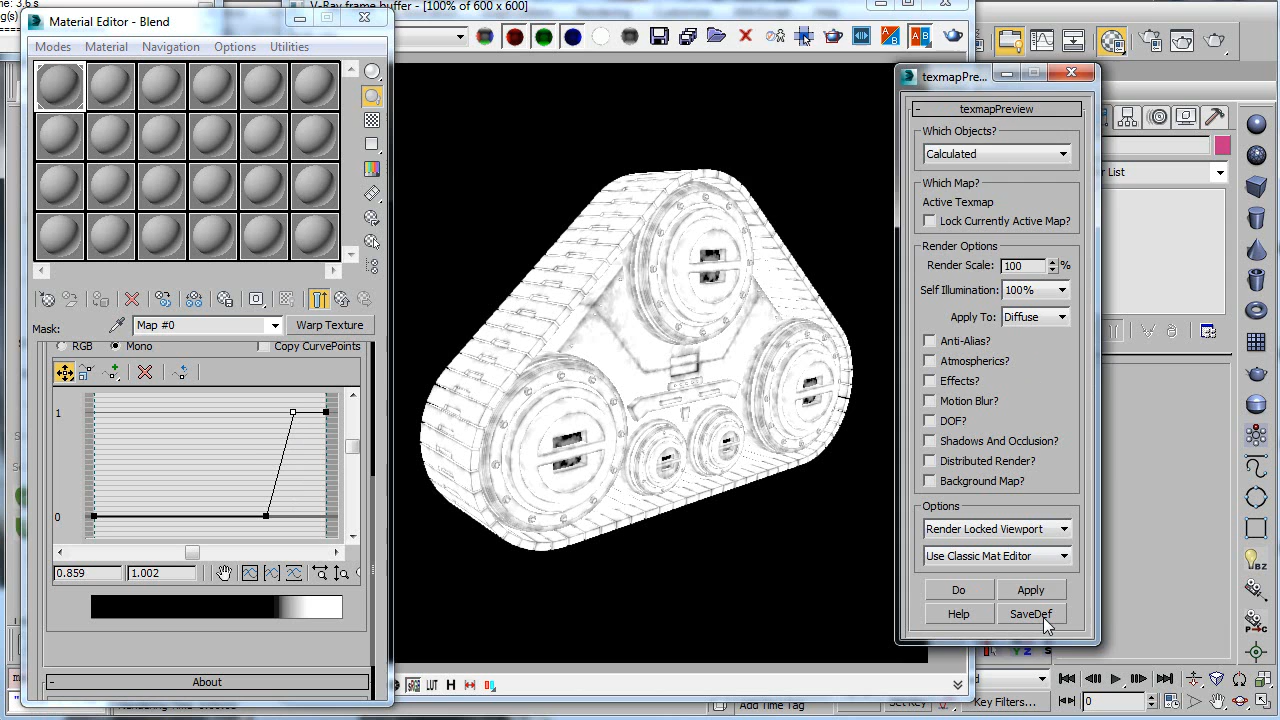 Material Editor - Blend
V-Ray frame buffer - [100% of 600 x 600]
Modes Material Navigat Options Utilities
Mask: Map #0 Warp Texture
RGB Mono Copy CurvePoints
1
0
0.859 1.002
About
sRGB LUT H
texmapPre...
texmapPreview
Which Objects?
Calculated
Which Map?
Active Texmap
Lock Currently Active Map?
Render Options
Render Scale: 100 %
Self Illumination: 100%
Apply To: Diffuse
Anti-Alias?
Atmospherics?
Effects?
Motion Blur?
DOF?
Shadows And Occlusion?
Distributed Render?
Background Map?
Options
Render Locked Viewport
Use Classic Mat Editor
Do Apply
Help SaveDef
r List
BZ
P→C
Y Z S
0
Add Time Tag
Key Filters...